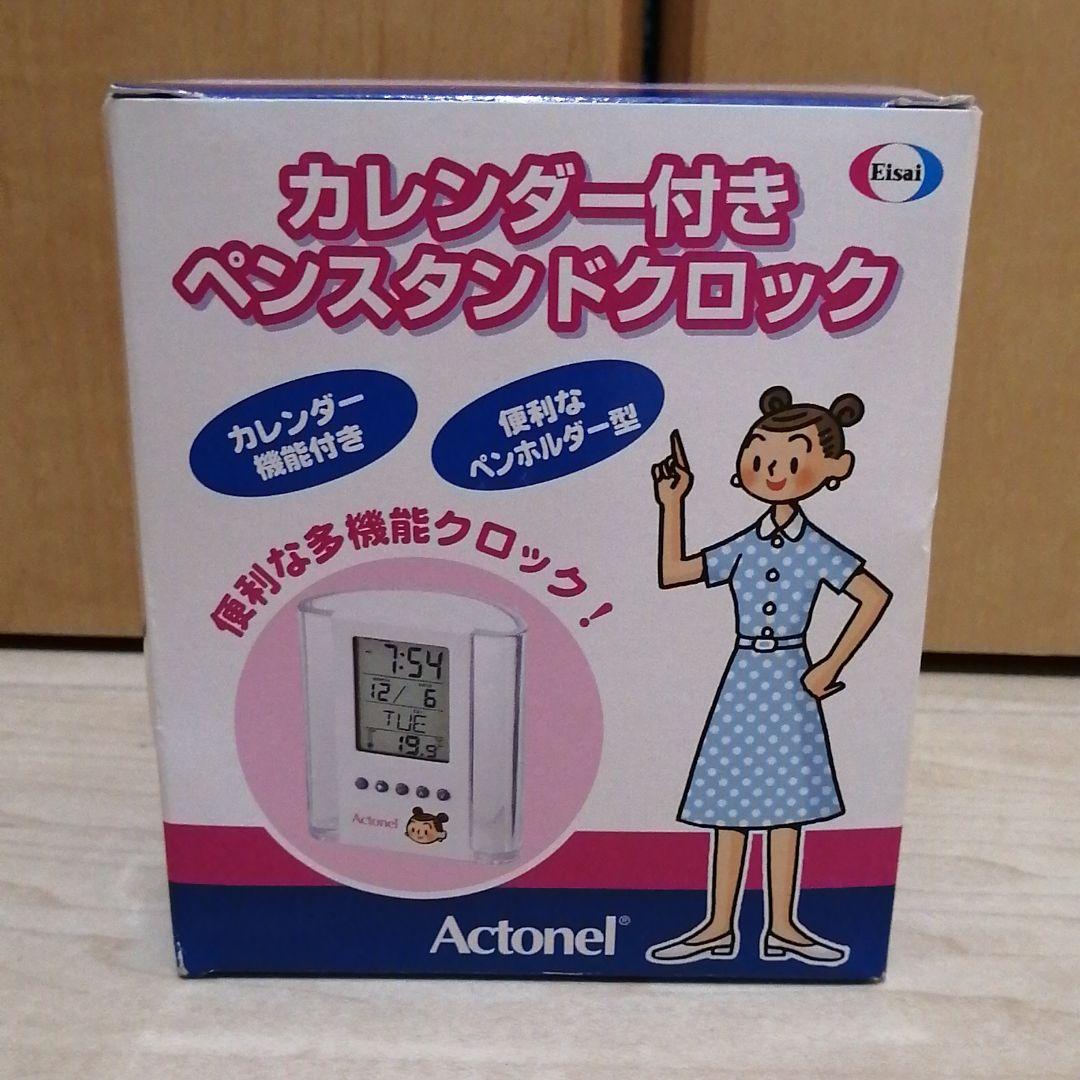 Eisai
カレンダー付き
ペンスタンドクロック
カレンダー
機能付き
便利な
ペンホルダー型
便利な多機能クロック！
7:54
12/ 6
TUE
19.9
Actonel
Actonel®